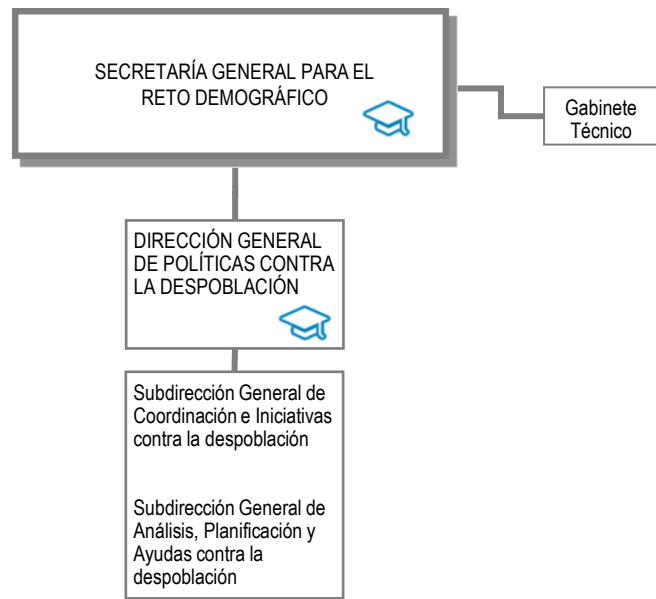 SECRETARÍA GENERAL PARA EL
RETO DEMOGRÁFICO
Gabinete
Técnico
DIRECCIÓN GENERAL
DE POLÍTICAS CONTRA
LA DESPOBLACIÓN
Subdirección General de
Coordinación e Iniciativas
contra la despoblación
Subdirección General de
Análisis, Planificación y
Ayudas contra la
despoblación